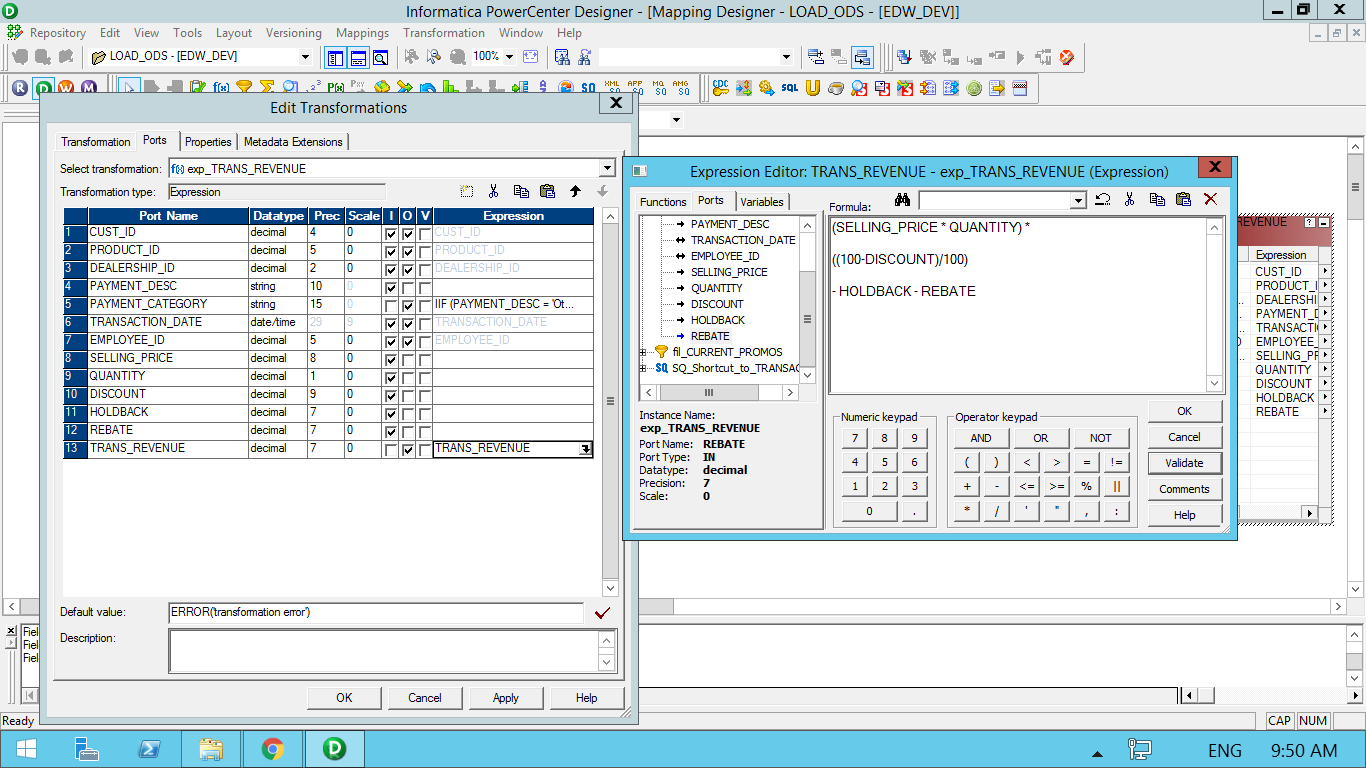 Informatica PowerCenter Designer - [Mapping Designer - LOAD_ODS - [EDW_DEV]]
Repository Edit View Tools Layout Versioning Mappings Transformation Window Help
LOAD_ODS - [EDW_DEV] 100%
Edit Transformations
Transformation Ports Properties Metadata Extensions
Select transformation: f(x) exp_TRANS_REVENUE
Transformation type: Expression
Port Name Datatype Prec Scale I O V Expression
1 CUST_ID decimal 4 0 CUST_ID
2 PRODUCT_ID decimal 5 0 PRODUCT_ID
3 DEALERSHIP_ID decimal 2 0 DEALERSHIP_ID
4 PAYMENT_DESC string 10 0
5 PAYMENT_CATEGORY string 15 0 IIF (PAYMENT_DESC = 'Ot...
6 TRANSACTION_DATE date/time 29 9 TRANSACTION_DATE
7 EMPLOYEE_ID decimal 5 0 EMPLOYEE_ID
8 SELLING_PRICE decimal 8 0
9 QUANTITY decimal 1 0
10 DISCOUNT decimal 9 0
11 HOLDBACK decimal 7 0
12 REBATE decimal 7 0
13 TRANS_REVENUE decimal 7 0 TRANS_REVENUE
Default value: ERROR('transformation error')
Description:
OK Cancel Apply Help
Expression Editor: TRANS_REVENUE - exp_TRANS_REVENUE (Expression)
Functions Ports Variables
PAYMENT_DESC
TRANSACTION_DATE
EMPLOYEE_ID
SELLING_PRICE
QUANTITY
DISCOUNT
HOLDBACK
REBATE
fil_CURRENT_PROMOS
SQ SQ_Shortcut_to_TRANSAC
Instance Name:
exp_TRANS_REVENUE
Port Name: REBATE
Port Type: IN
Datatype: decimal
Precision: 7
Scale: 0
Formula:
(SELLING_PRICE * QUANTITY) *
((100-DISCOUNT)/100)
- HOLDBACK - REBATE
Numeric keypad
7 8 9
4 5 6
1 2 3
0 .
Operator keypad
AND OR NOT
( ) < > = !=
+ - <= >= % ||
* / ' " , :
OK
Cancel
Validate
Comments
Help
REVENUE
Expression
CUST_ID
PRODUCT_I
DEALERSH
PAYMENT_D
TRANSACTI
EMPLOYEE_
SELLING_P
QUANTITY
DISCOUNT
HOLDBACK
REBATE
Fiel
Fiel
Fiel
Ready CAP NUM
ENG 9:50 AM